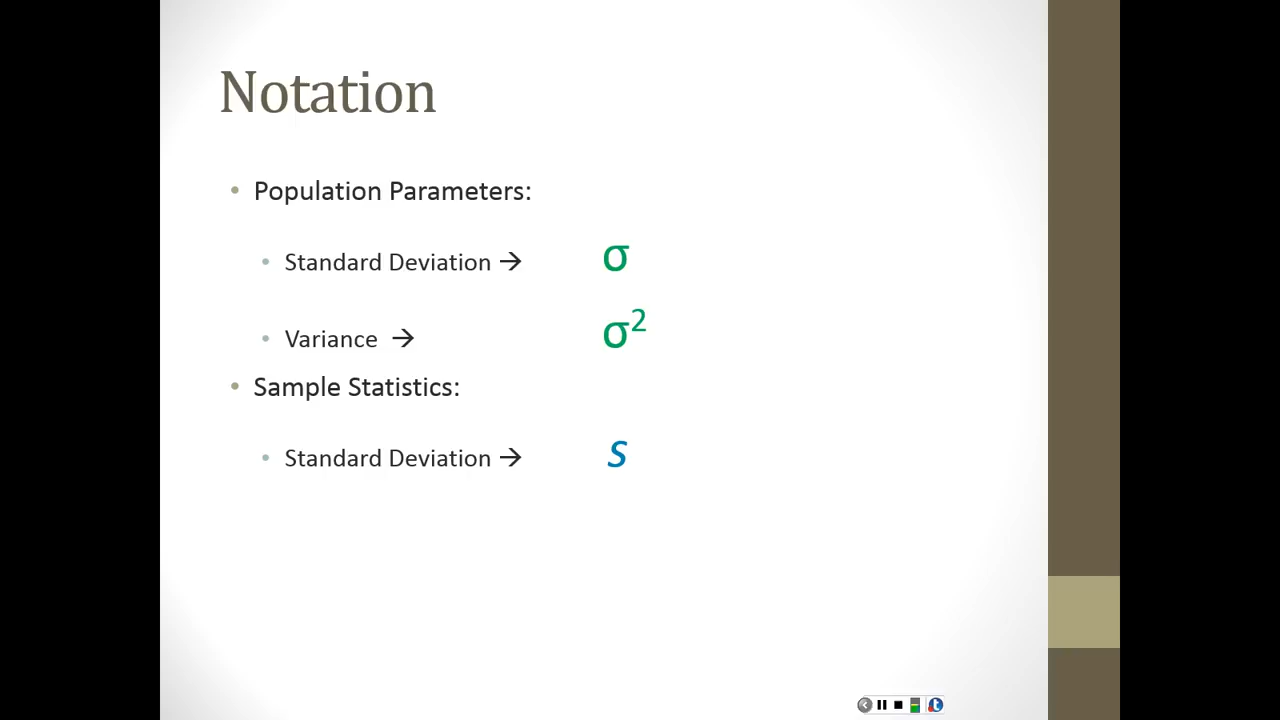 Notation
• Population Parameters:
• Standard Deviation → σ
• Variance → σ²
• Sample Statistics:
• Standard Deviation → s